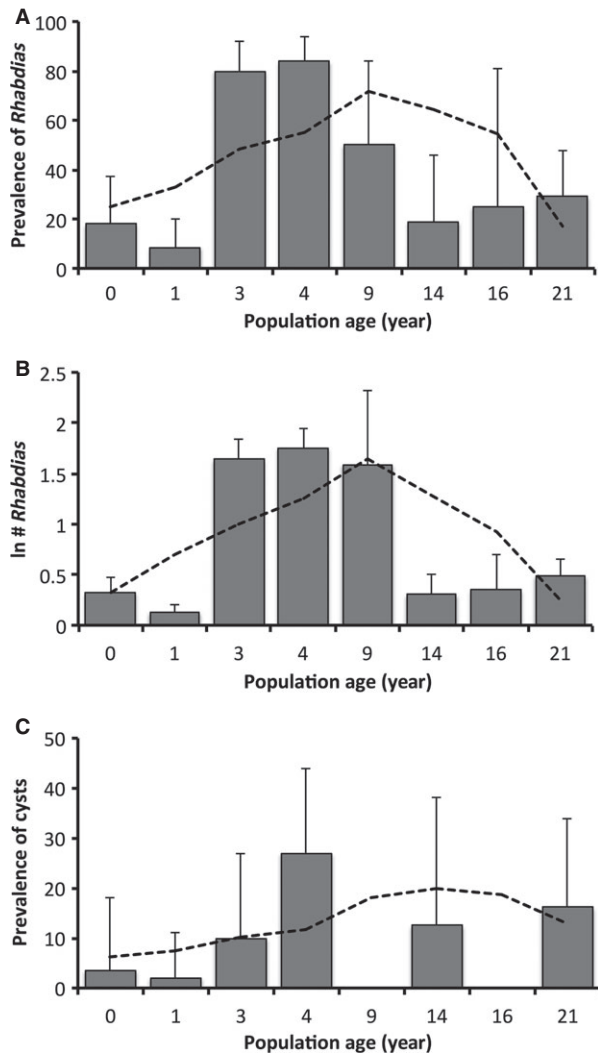 A
Prevalence of Rhabdias
100
80
60
40
20
0
0 1 3 4 9 14 16 21
Population age (year)
B
ln # Rhabdias
2.5
2
1.5
1
0.5
0
0 1 3 4 9 14 16 21
Population age (year)
C
Prevalence of cysts
50
40
30
20
10
0
0 1 3 4 9 14 16 21
Population age (year)